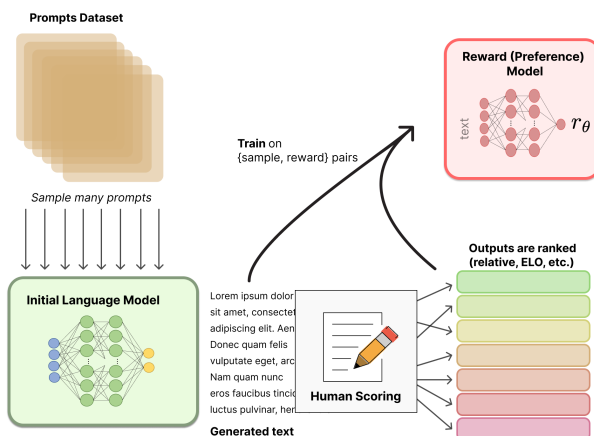 Prompts Dataset
Sample many prompts
Initial Language Model
Train on
{sample, reward} pairs
Reward (Preference)
Model
text
rθ
Lorem ipsum dolor
sit amet, consectet
adipiscing elit. Aen
Donec quam felis
vulputate eget, arc
Nam quam nunc
eros faucibus tincid
luctus pulvinar, her
Generated text
Human Scoring
Outputs are ranked
(relative, ELO, etc.)